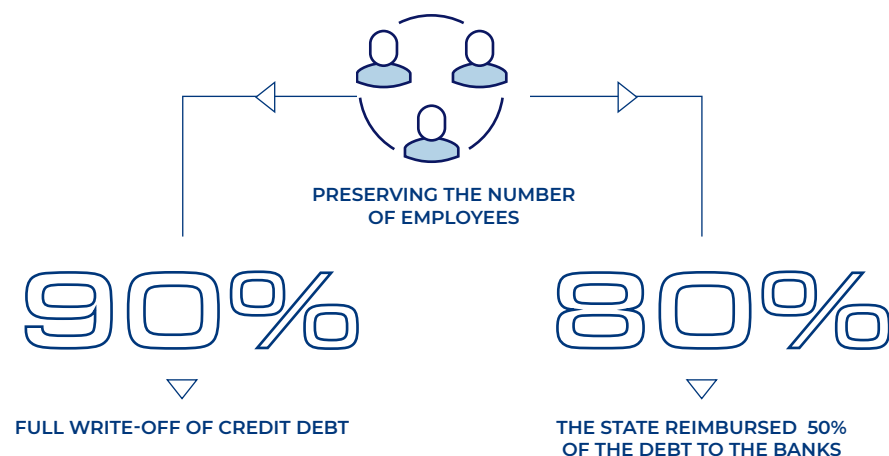 PRESERVING THE NUMBER
OF EMPLOYEES
90%
80%
FULL WRITE-OFF OF CREDIT DEBT
THE STATE REIMBURSED 50%
OF THE DEBT TO THE BANKS